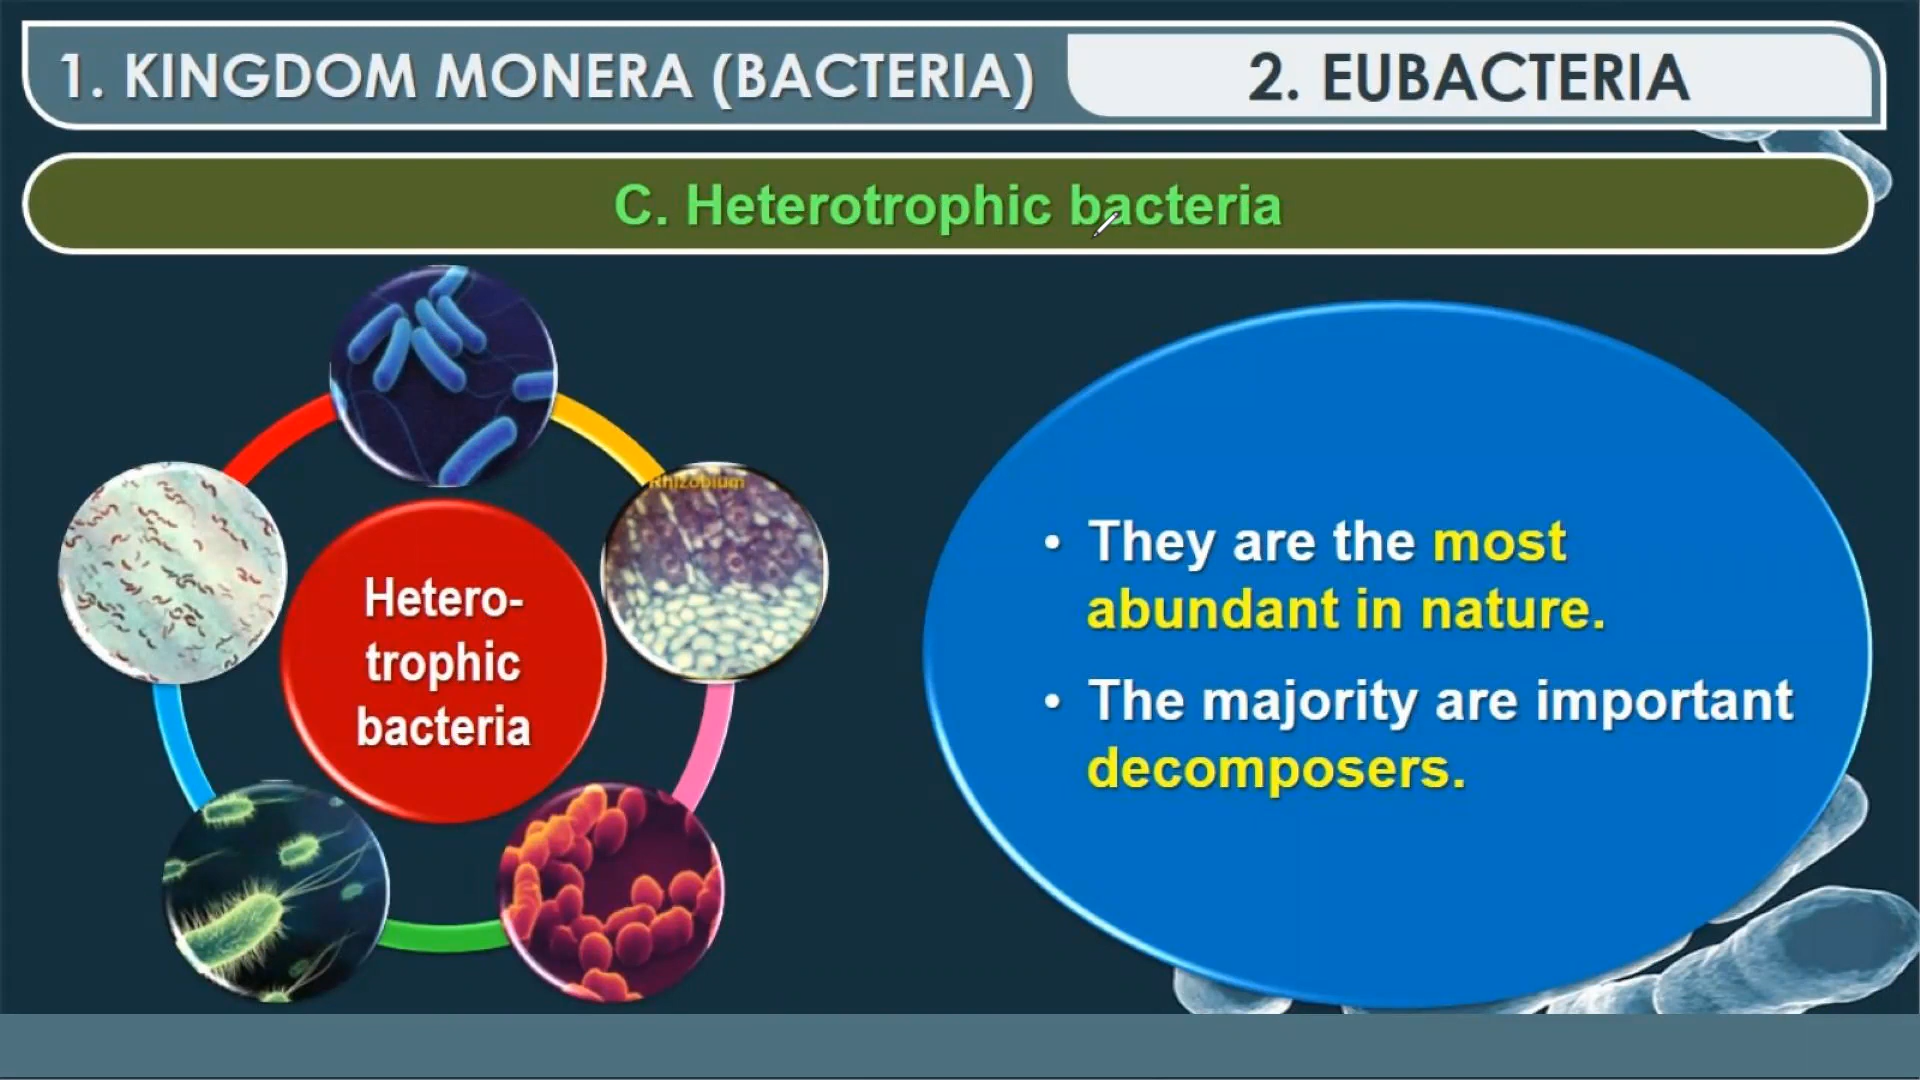 1. KINGDOM MONERA (BACTERIA)
2. EUBACTERIA
C. Heterotrophic bacteria
Rhizobium
Hetero-
trophic
bacteria
• They are the most
abundant in nature.
• The majority are important
decomposers.